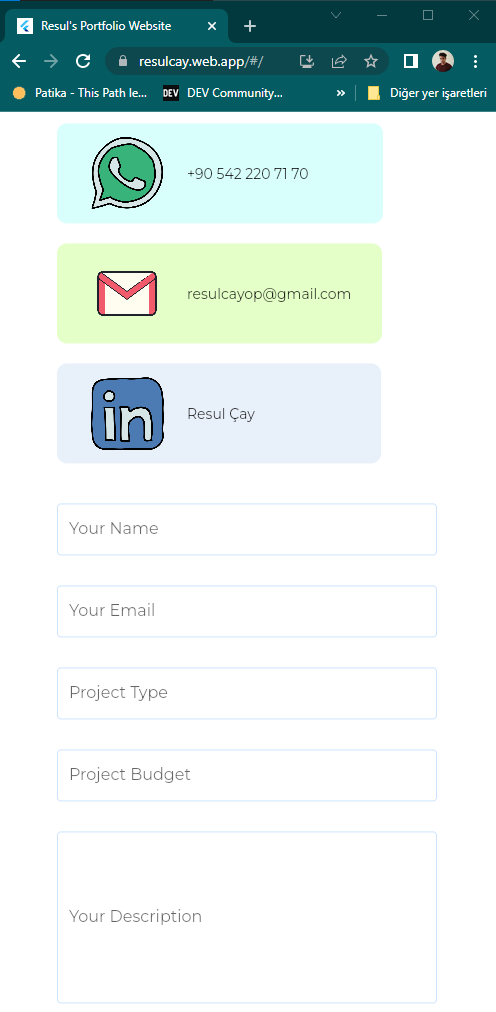 Resul's Portfolio Website
resulcay.web.app/#/
Patika - This Path le... DEV DEV Community... » Diğer yer işaretleri
+90 542 220 71 70
resulcayop@gmail.com
in Resul Çay
Your Name
Your Email
Project Type
Project Budget
Your Description